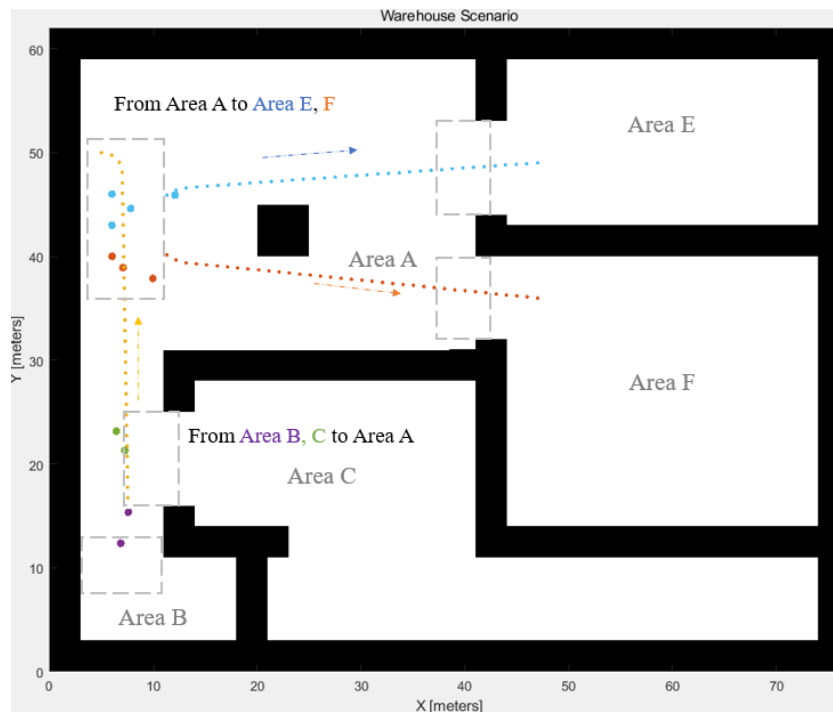 Warehouse Scenario
60
From Area A to Area E, F
Area E
50
Area A
40
Y [meters]
30
Area F
From Area B, C to Area A
20
Area C
10
Area B
0
0 10 20 30 40 50 60 70
X [meters]